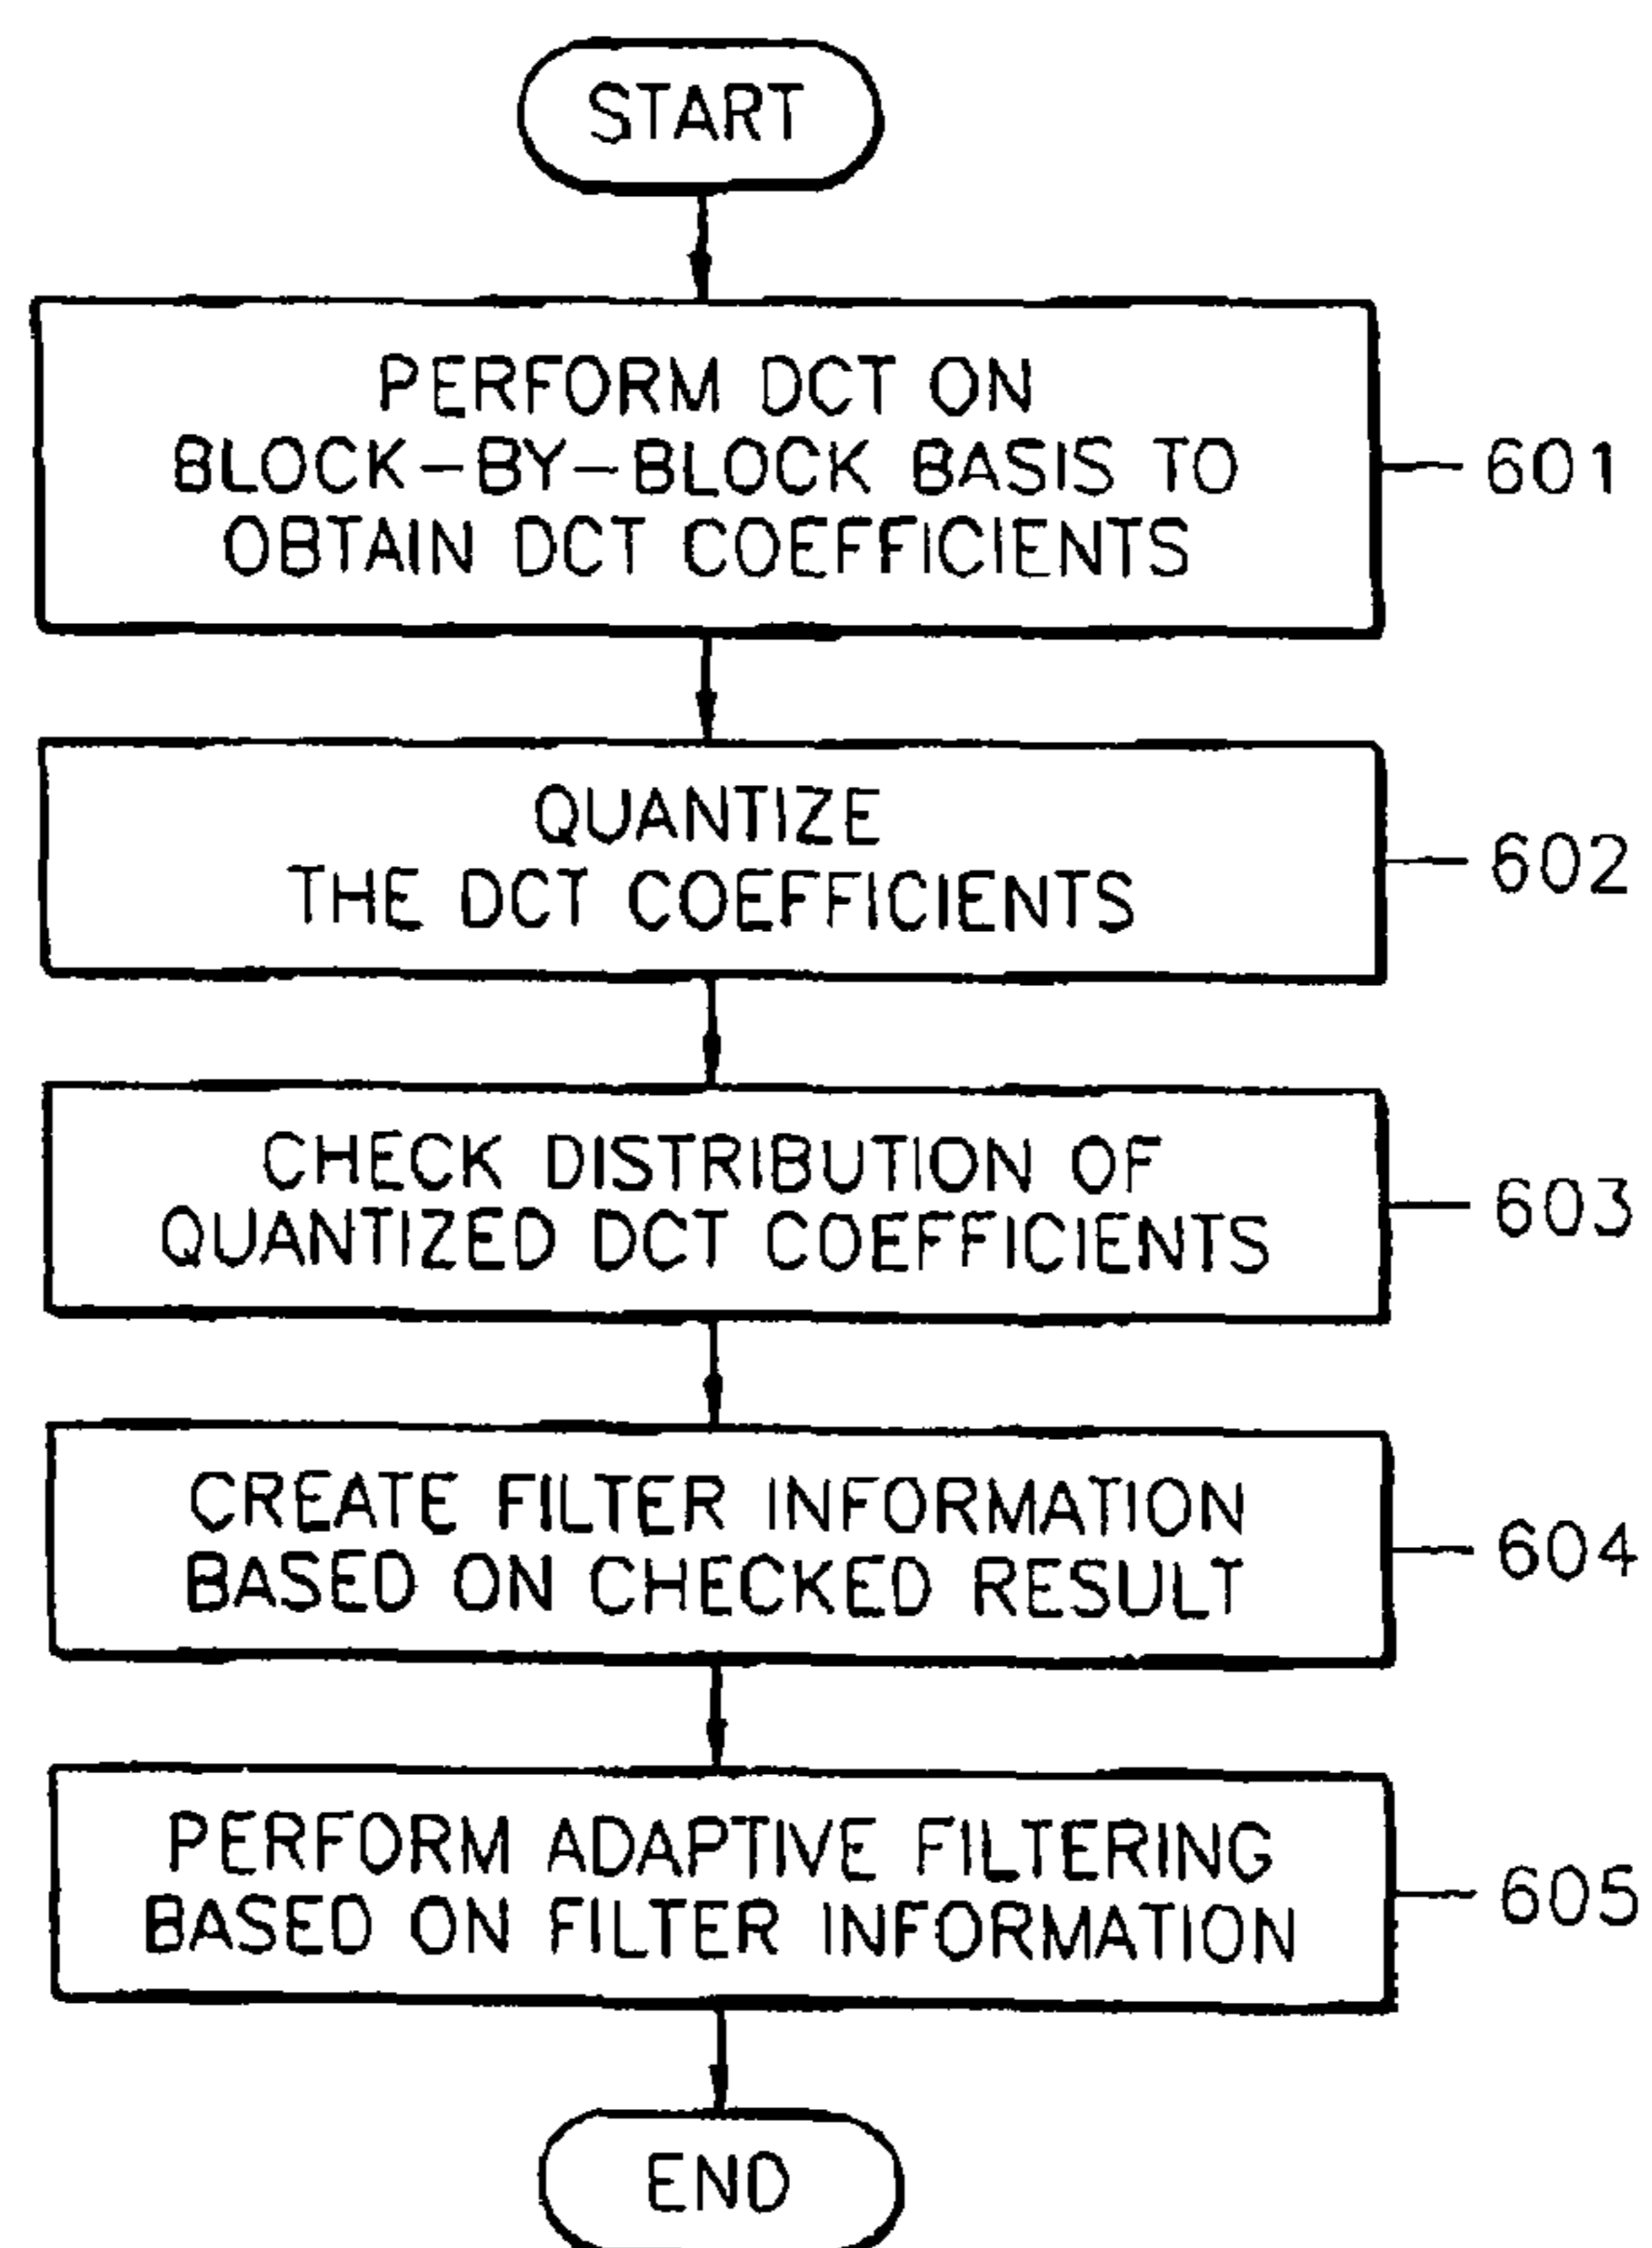 START
PERFORM DCT ON
BLOCK-BY-BLOCK BASIS TO
OBTAIN DCT COEFFICIENTS
601
QUANTIZE
THE DCT COEFFICIENTS
602
CHECK DISTRIBUTION OF
QUANTIZED DCT COEFFICIENTS
603
CREATE FILTER INFORMATION
BASED ON CHECKED RESULT
604
PERFORM ADAPTIVE FILTERING
BASED ON FILTER INFORMATION
605
END